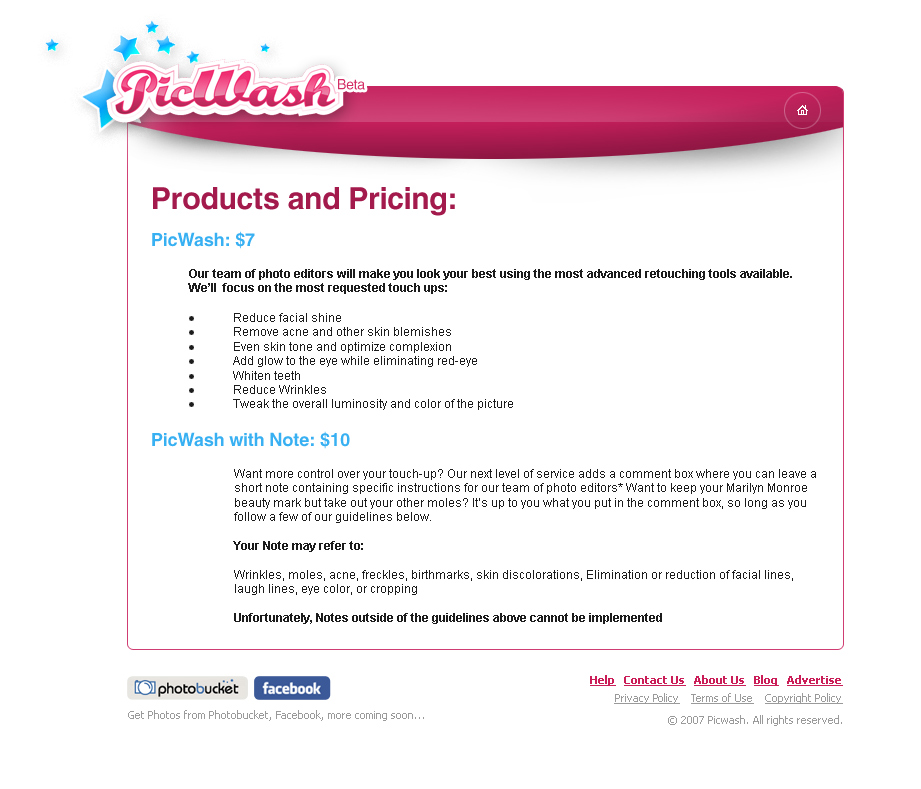 PicWash Beta
Products and Pricing:
PicWash: $7
Our team of photo editors will make you look your best using the most advanced retouching tools available.
We'll focus on the most requested touch ups:
• Reduce facial shine
• Remove acne and other skin blemishes
• Even skin tone and optimize complexion
• Add glow to the eye while eliminating red-eye
• Whiten teeth
• Reduce Wrinkles
• Tweak the overall luminosity and color of the picture
PicWash with Note: $10
Want more control over your touch-up? Our next level of service adds a comment box where you can leave a
short note containing specific instructions for our team of photo editors* Want to keep your Marilyn Monroe
beauty mark but take out your other moles? It's up to you what you put in the comment box, so long as you
follow a few of our guidelines below.
Your Note may refer to:
Wrinkles, moles, acne, freckles, birthmarks, skin discolorations, Elimination or reduction of facial lines,
laugh lines, eye color, or cropping
Unfortunately, Notes outside of the guidelines above cannot be implemented
photobucket facebook
Get Photos from Photobucket, Facebook, more coming soon...
Help Contact Us About Us Blog Advertise
Privacy Policy Terms of Use Copyright Policy
© 2007 Picwash. All rights reserved.